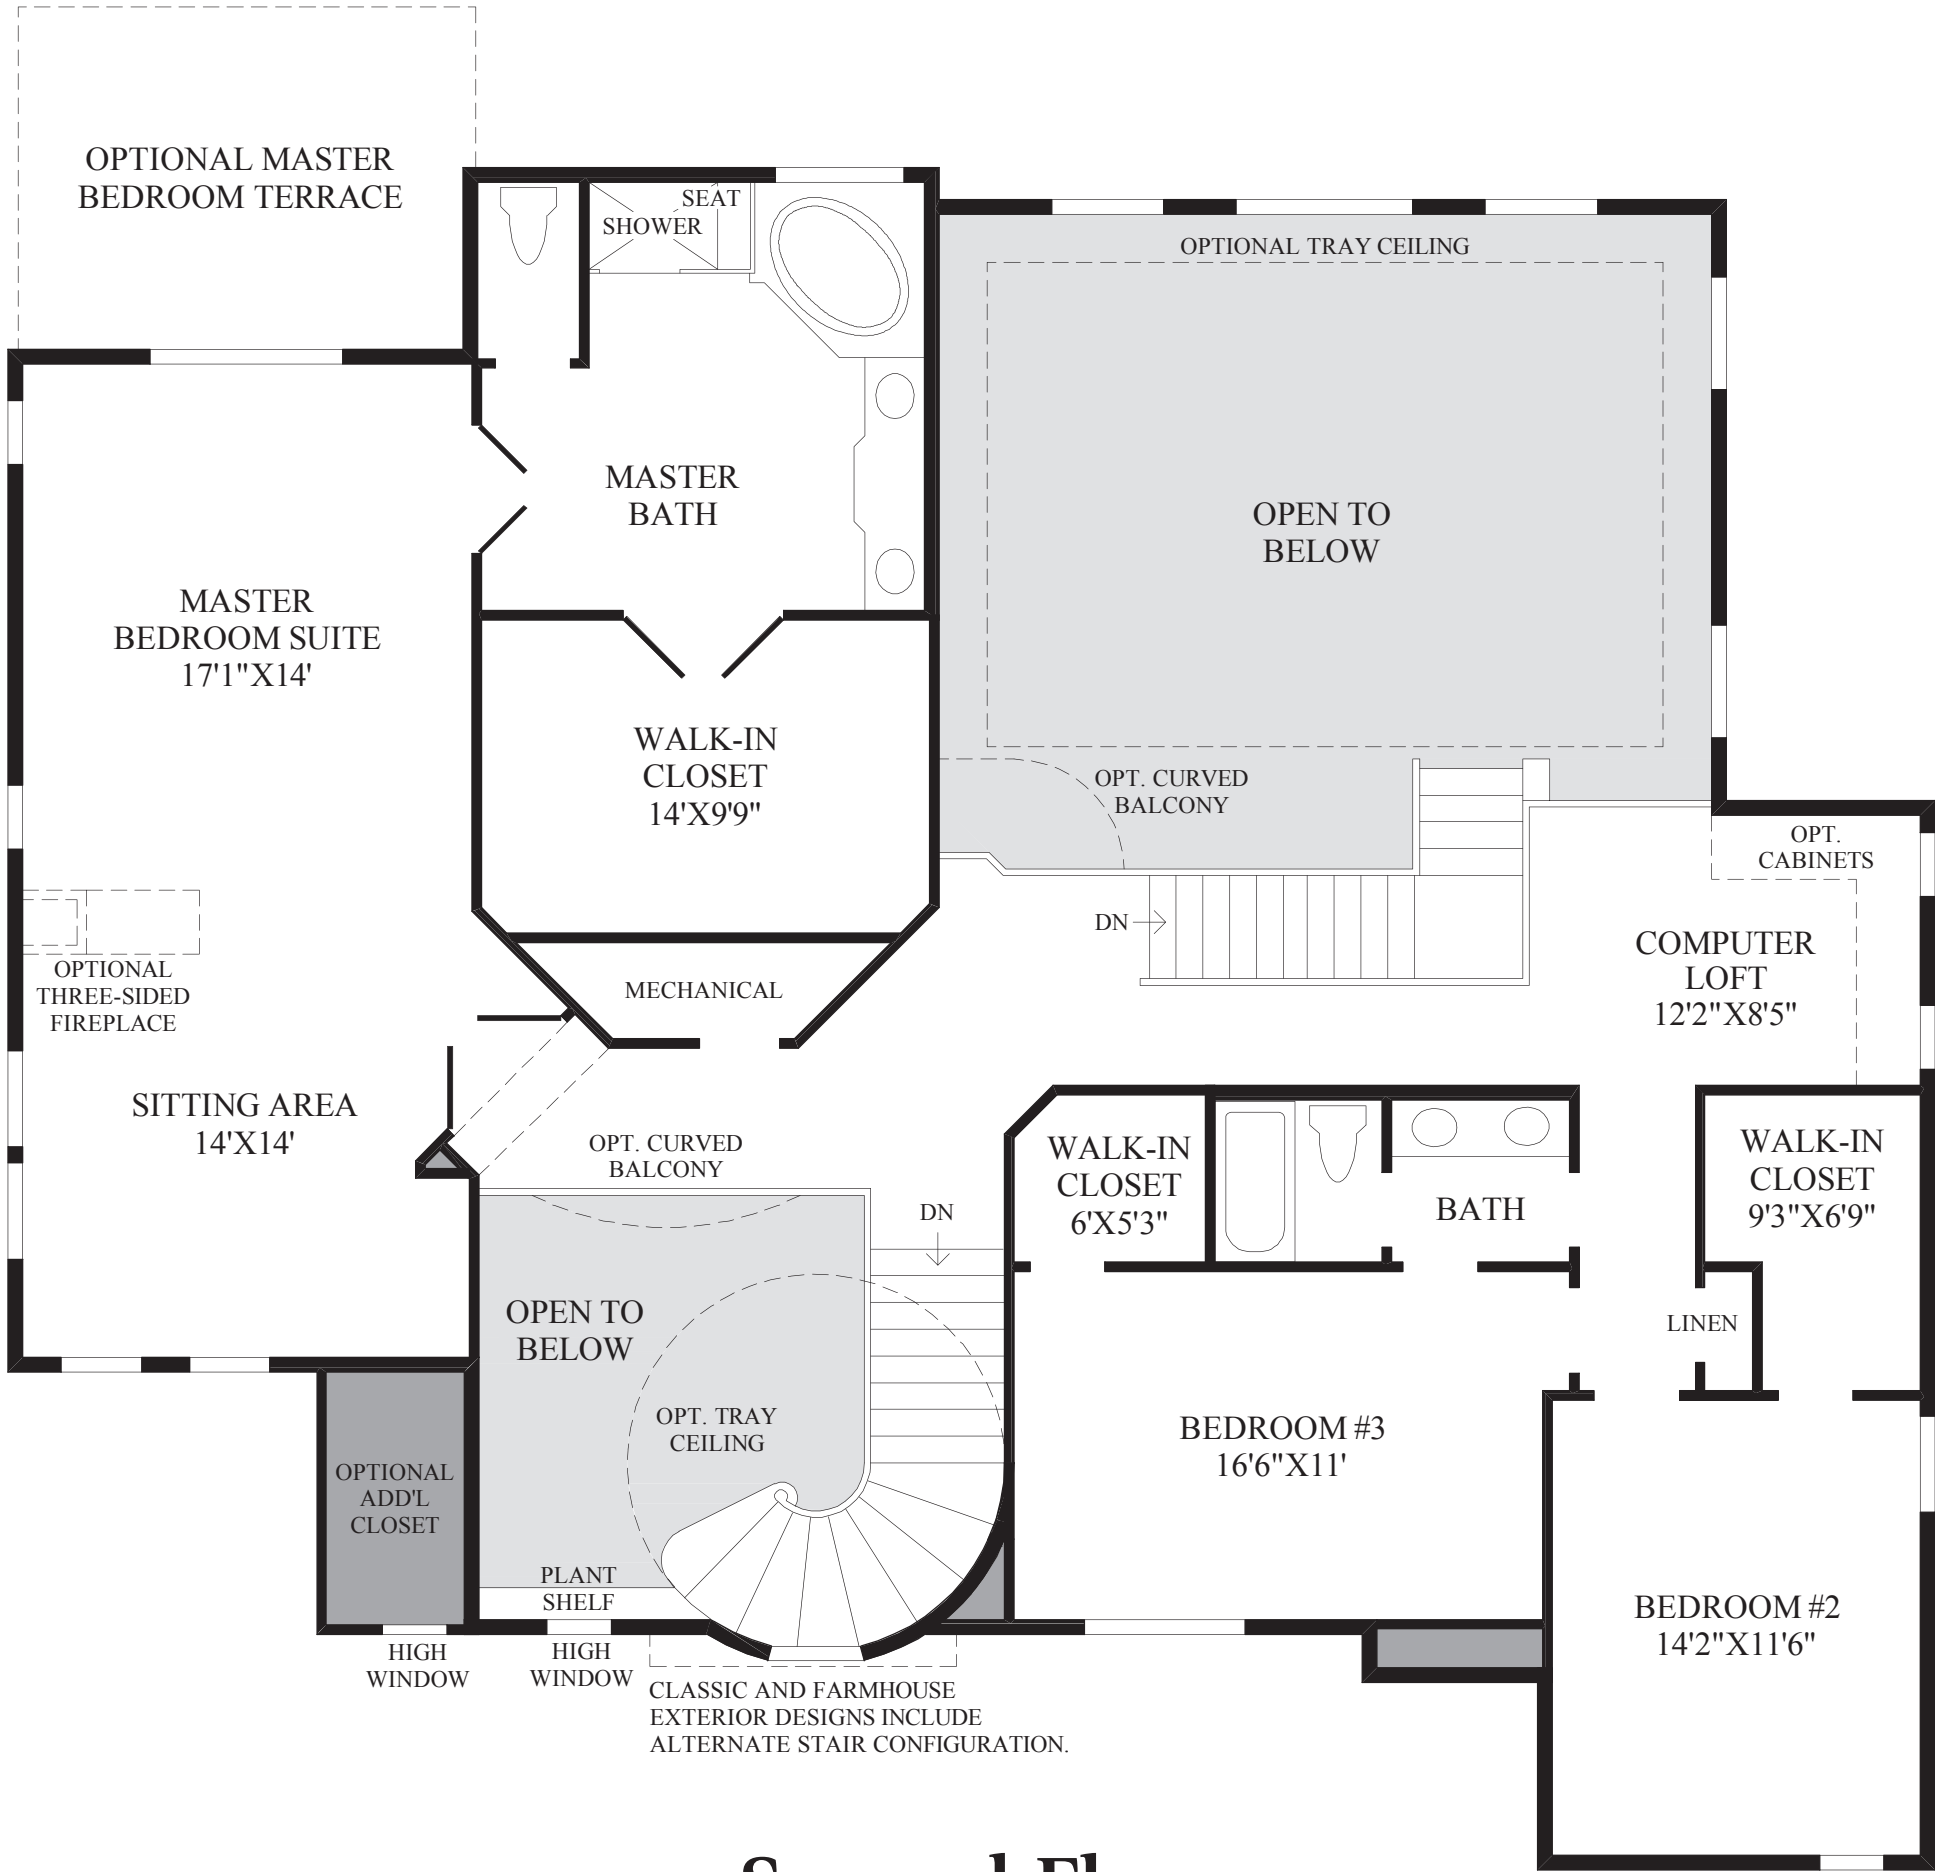 OPTIONAL MASTER
BEDROOM TERRACE
SEAT
SHOWER
OPTIONAL TRAY CEILING
MASTER
BATH
OPEN TO
BELOW
MASTER
BEDROOM SUITE
17'1"X14'
WALK-IN
CLOSET
14'X9'9"
OPT. CURVED
BALCONY
OPT.
CABINETS
DN
COMPUTER
LOFT
12'2"X8'5"
OPTIONAL
THREE-SIDED
FIREPLACE
MECHANICAL
SITTING AREA
14'X14'
OPT. CURVED
BALCONY
WALK-IN
CLOSET
6'X5'3"
BATH
WALK-IN
CLOSET
9'3"X6'9"
DN
OPEN TO
BELOW
LINEN
OPT. TRAY
CEILING
BEDROOM #3
16'6"X11'
OPTIONAL
ADD'L
CLOSET
PLANT
SHELF
BEDROOM #2
14'2"X11'6"
HIGH
WINDOW
HIGH
WINDOW
CLASSIC AND FARMHOUSE
EXTERIOR DESIGNS INCLUDE
ALTERNATE STAIR CONFIGURATION.